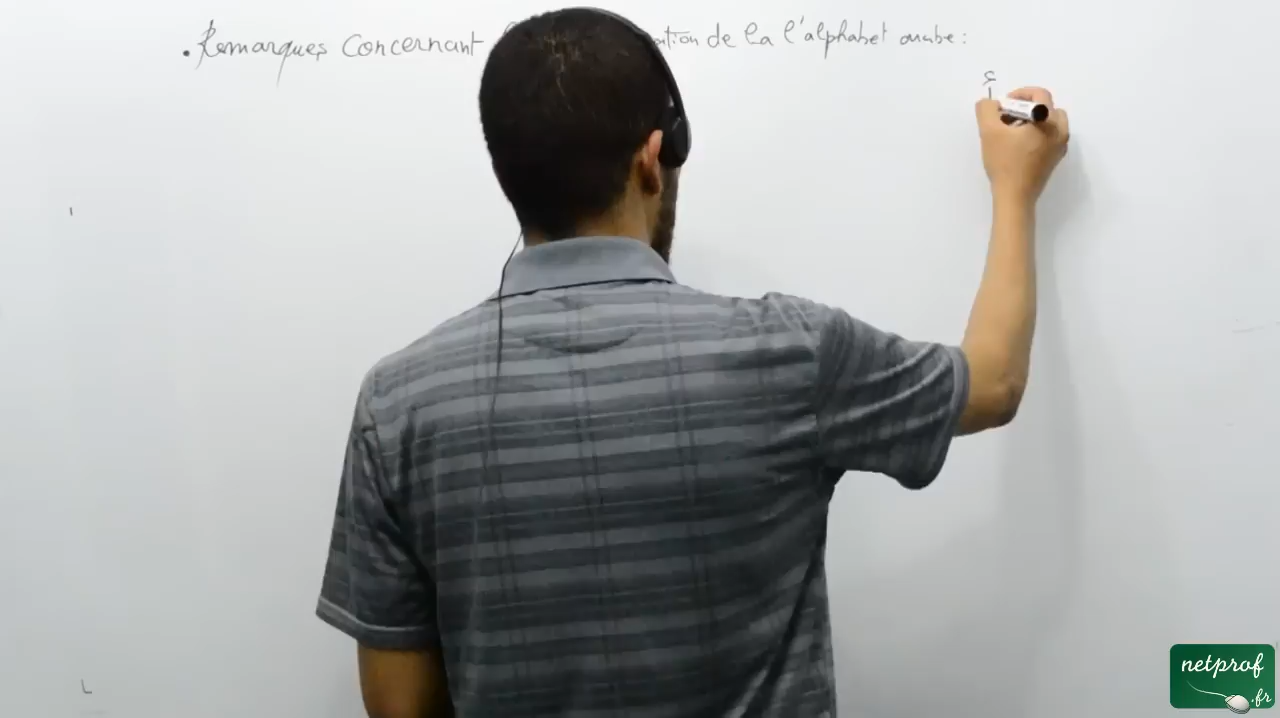 . Remarques Concernant ation de la l'alphabet arabe :
أ
netprof
.fr